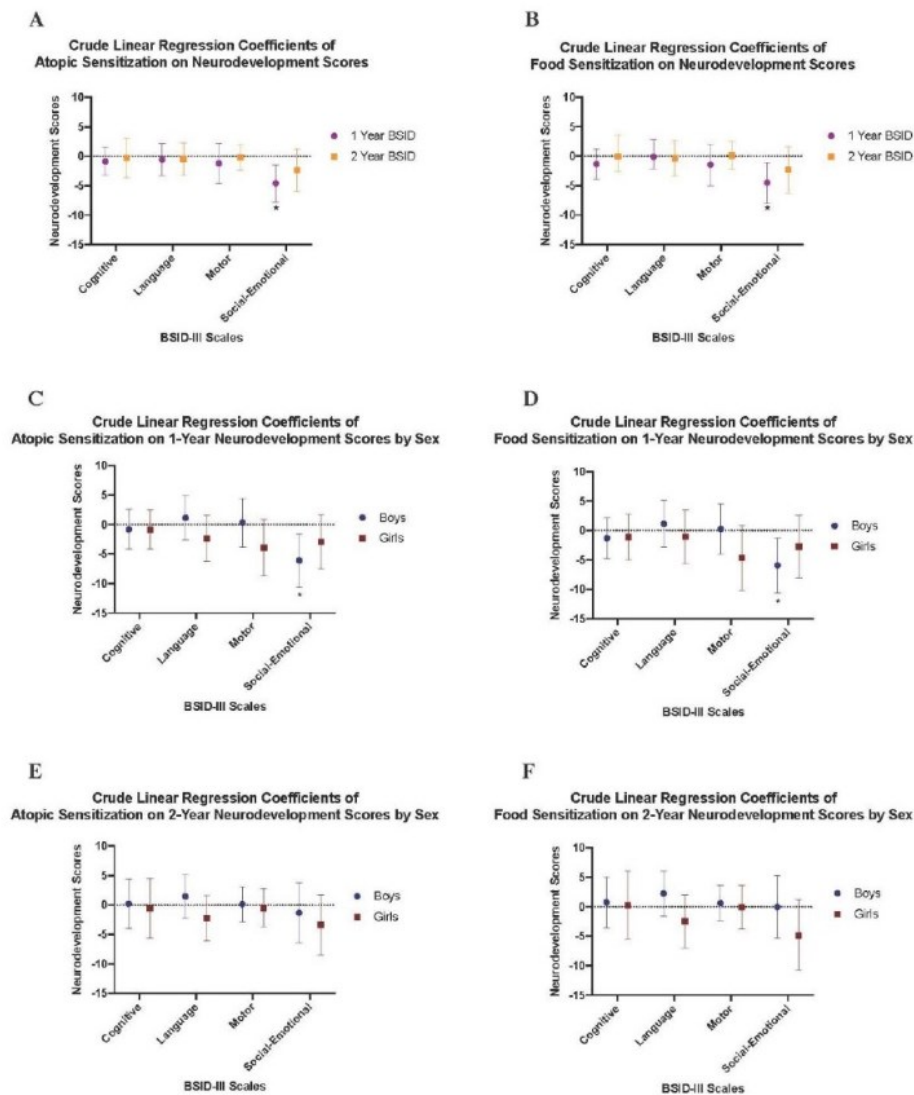 A
Crude Linear Regression Coefficients of
Atopic Sensitization on Neurodevelopment Scores
Neurodevelopment Scores
10
5
0
-5
-10
-15
*
1 Year BSID
2 Year BSID
Cognitive
Language
Motor
Social-Emotional
BSID-III Scales
B
Crude Linear Regression Coefficients of
Food Sensitization on Neurodevelopment Scores
Neurodevelopment Scores
10
5
0
-5
-10
-15
*
1 Year BSID
2 Year BSID
Cognitive
Language
Motor
Social-Emotional
BSID-III Scales
C
Crude Linear Regression Coefficients of
Atopic Sensitization on 1-Year Neurodevelopment Scores by Sex
Neurodevelopment Scores
10
5
0
-5
-10
-15
*
Boys
Girls
Cognitive
Language
Motor
Social-Emotional
BSID-III Scales
D
Crude Linear Regression Coefficients of
Food Sensitization on 1-Year Neurodevelopment Scores by Sex
Neurodevelopment Scores
10
5
0
-5
-10
-15
*
Boys
Girls
Cognitive
Language
Motor
Social-Emotional
BSID-III Scales
E
Crude Linear Regression Coefficients of
Atopic Sensitization on 2-Year Neurodevelopment Scores by Sex
Neurodevelopment Scores
10
5
0
-5
-10
-15
Boys
Girls
Cognitive
Language
Motor
Social-Emotional
BSID-III Scales
F
Crude Linear Regression Coefficients of
Food Sensitization on 2-Year Neurodevelopment Scores by Sex
Neurodevelopment Scores
10
5
0
-5
-10
-15
Boys
Girls
Cognitive
Language
Motor
Social-Emotional
BSID-III Scales